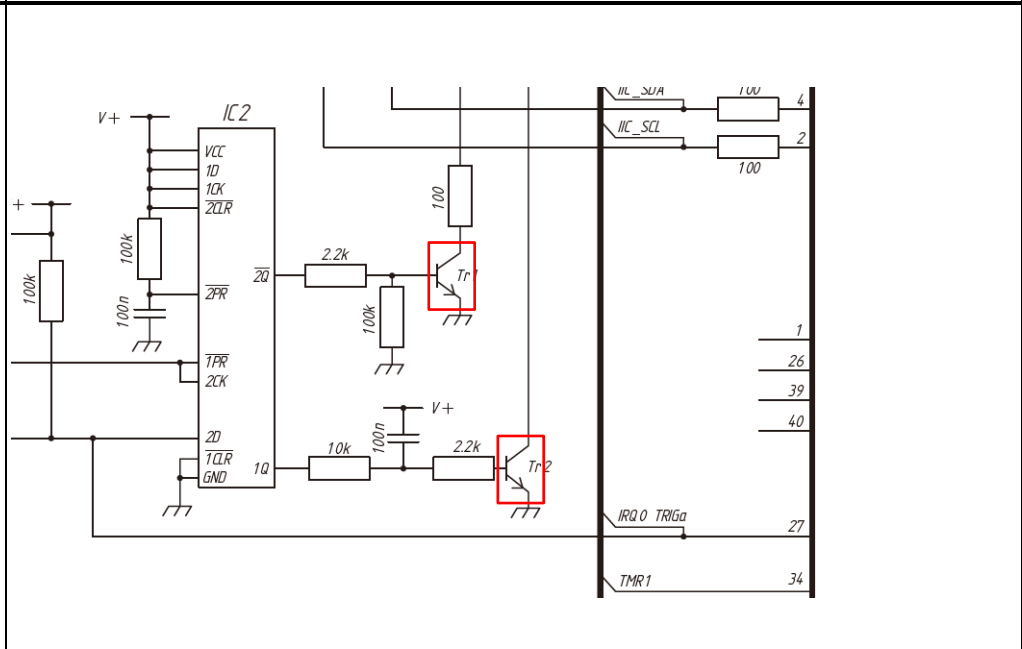 IIC_SDA
100
4
IIC_SCL
2
100
V+
IC2
VCC
1D
1CK
2CLR
+
100
100k
2.2k
2Q
Tr1
100k
2PR
100n
100k
1
1PR
26
2CK
39
V+
40
100n
2D
2.2k
10k
1CLR
1Q
Tr2
GND
IRQ0 TRIGa
27
TMR1
34